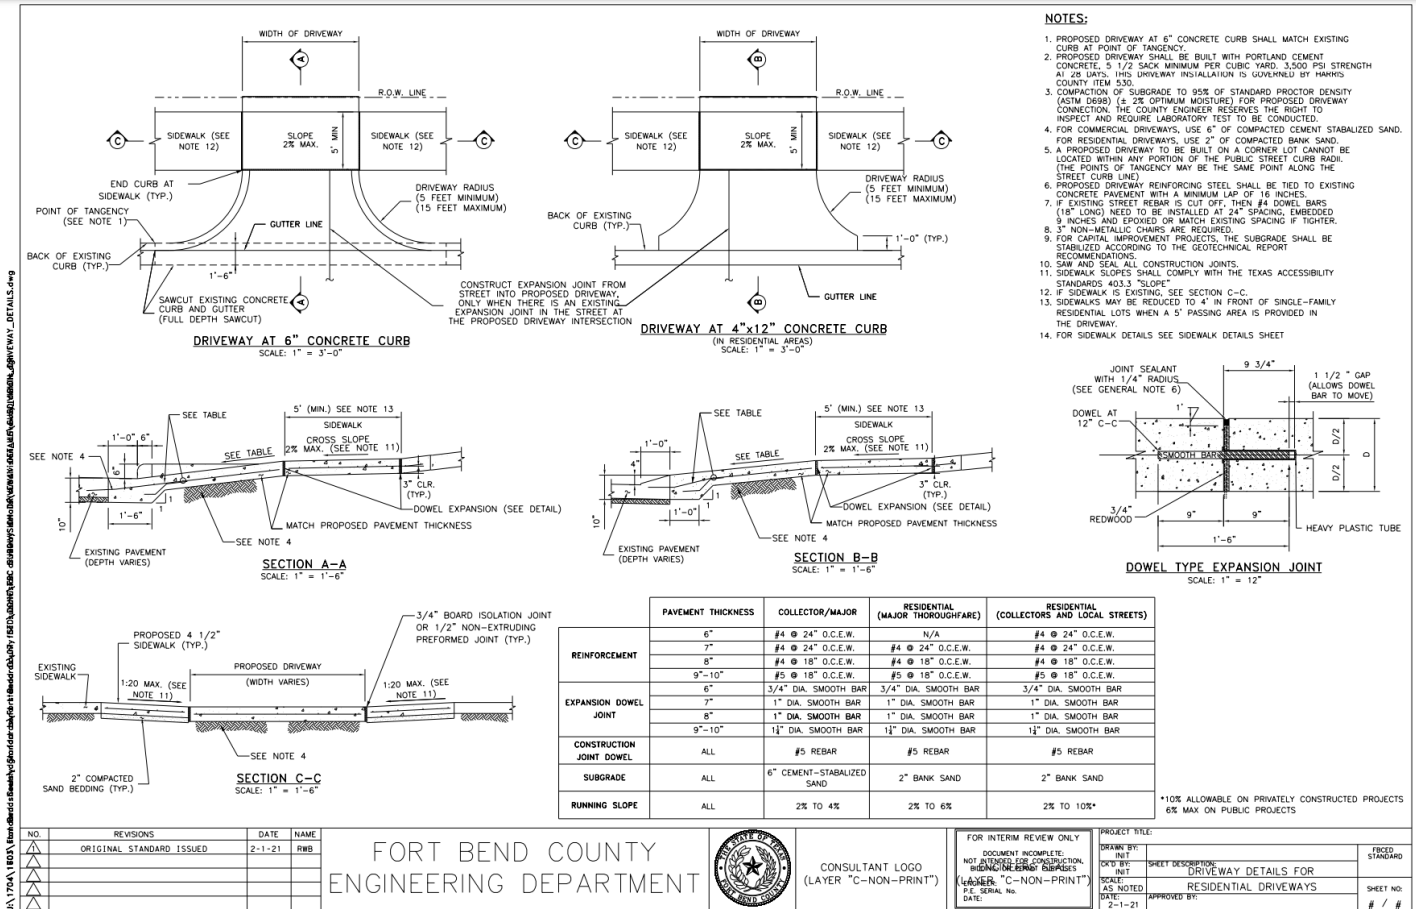 NOTES:
1. PROPOSED DRIVEWAY AT 6" CONCRETE CURB SHALL MATCH EXISTING
CURB AT POINT OF TANGENCY.
2. PROPOSED DRIVEWAY SHALL BE BUILT WITH PORTLAND CEMENT
CONCRETE, 5 1/2 SACK MINIMUM PER CUBIC YARD. 3,500 PSI STRENGTH
AT 28 DAYS. THIS DRIVEWAY INSTALLATION IS GOVERNED BY HARRIS
COUNTY ITEM 530.
3. COMPACTION OF SUBGRADE TO 95% OF STANDARD PROCTOR DENSITY
(ASTM D698) (± 2% OPTIMUM MOISTURE) FOR PROPOSED DRIVEWAY
CONNECTION. THE COUNTY ENGINEER RESERVES THE RIGHT TO
INSPECT AND REQUIRE LABORATORY TEST TO BE CONDUCTED.
4. FOR COMMERCIAL DRIVEWAYS, USE 6" OF COMPACTED CEMENT STABALIZED SAND.
FOR RESIDENTIAL DRIVEWAYS, USE 2" OF COMPACTED BANK SAND.
5. A PROPOSED DRIVEWAY TO BE BUILT ON A CORNER LOT CANNOT BE
LOCATED WITHIN ANY PORTION OF THE PUBLIC STREET CURB RADII.
(THE POINTS OF TANGENCY MAY BE THE SAME POINT ALONG THE
STREET CURB LINE)
6. PROPOSED DRIVEWAY REINFORCING STEEL SHALL BE TIED TO EXISTING
CONCRETE PAVEMENT WITH A MINIMUM LAP OF 16 INCHES.
7. IF EXISTING STREET REBAR IS CUT OFF, THEN #4 DOWEL BARS
(18" LONG) NEED TO BE INSTALLED AT 24" SPACING, EMBEDDED
9 INCHES AND EPOXIED OR MATCH EXISTING SPACING IF TIGHTER.
8. 3" NON-METALLIC CHAIRS ARE REQUIRED.
9. FOR CAPITAL IMPROVEMENT PROJECTS, THE SUBGRADE SHALL BE
STABILIZED ACCORDING TO THE GEOTECHNICAL REPORT
RECOMMENDATIONS.
10. SAW AND SEAL ALL CONSTRUCTION JOINTS.
11. SIDEWALK SLOPES SHALL COMPLY WITH THE TEXAS ACCESSIBILITY
STANDARDS 403.3 "SLOPE"
12. IF SIDEWALK IS EXISTING, SEE SECTION C-C.
13. SIDEWALKS MAY BE REDUCED TO 4' IN FRONT OF SINGLE-FAMILY
RESIDENTIAL LOTS WHEN A 5' PASSING AREA IS PROVIDED IN
THE DRIVEWAY.
14. FOR SIDEWALK DETAILS SEE SIDEWALK DETAILS SHEET
WIDTH OF DRIVEWAY
A
R.O.W. LINE
C
SIDEWALK (SEE
NOTE 12)
SLOPE
2% MAX.
5' MIN
SIDEWALK (SEE
NOTE 12)
C
END CURB AT
SIDEWALK (TYP.)
POINT OF TANGENCY
(SEE NOTE 1)
DRIVEWAY RADIUS
(5 FEET MINIMUM)
(15 FEET MAXIMUM)
GUTTER LINE
BACK OF EXISTING
CURB (TYP.)
1'-6"
SAWCUT EXISTING CONCRETE
CURB AND GUTTER
(FULL DEPTH SAWCUT)
A
DRIVEWAY AT 6" CONCRETE CURB
SCALE: 1" = 3'-0"
CONSTRUCT EXPANSION JOINT FROM
STREET INTO PROPOSED DRIVEWAY,
ONLY WHEN THERE IS AN EXISTING
EXPANSION JOINT IN THE STREET AT
THE PROPOSED DRIVEWAY INTERSECTION
WIDTH OF DRIVEWAY
B
R.O.W. LINE
C
SIDEWALK (SEE
NOTE 12)
SLOPE
2% MAX.
5' MIN
SIDEWALK (SEE
NOTE 12)
C
DRIVEWAY RADIUS
(5 FEET MINIMUM)
(15 FEET MAXIMUM)
BACK OF EXISTING
CURB (TYP.)
1'-0" (TYP.)
GUTTER LINE
B
DRIVEWAY AT 4"x12" CONCRETE CURB
(IN RESIDENTIAL AREAS)
SCALE: 1" = 3'-0"
SEE TABLE
5' (MIN.) SEE NOTE 13
SIDEWALK
CROSS SLOPE
2% MAX. (SEE NOTE 11)
1'-0" 6"
SEE NOTE 4
6"
SEE TABLE
3" CLR.
(TYP.)
1
1
10"
1'-6"
DOWEL EXPANSION (SEE DETAIL)
MATCH PROPOSED PAVEMENT THICKNESS
SEE NOTE 4
EXISTING PAVEMENT
(DEPTH VARIES)
SECTION A-A
SCALE: 1" = 1'-6"
SEE TABLE
5' (MIN.) SEE NOTE 13
SIDEWALK
CROSS SLOPE
2% MAX. (SEE NOTE 11)
1'-0"
4"
SEE TABLE
3" CLR.
(TYP.)
1
1
10"
1'-0"
DOWEL EXPANSION (SEE DETAIL)
MATCH PROPOSED PAVEMENT THICKNESS
SEE NOTE 4
EXISTING PAVEMENT
(DEPTH VARIES)
SECTION B-B
SCALE: 1" = 1'-6"
JOINT SEALANT
WITH 1/4" RADIUS
(SEE GENERAL NOTE 6)
9 3/4"
1 1/2 " GAP
(ALLOWS DOWEL
BAR TO MOVE)
DOWEL AT
12" C-C
1'
SMOOTH BAR
D/2
D/2
D
3/4"
REDWOOD
9"
9"
1'-6"
HEAVY PLASTIC TUBE
DOWEL TYPE EXPANSION JOINT
SCALE: 1" = 12"
3/4" BOARD ISOLATION JOINT
OR 1/2" NON-EXTRUDING
PREFORMED JOINT (TYP.)
PROPOSED 4 1/2"
SIDEWALK (TYP.)
EXISTING
SIDEWALK
PROPOSED DRIVEWAY
(WIDTH VARIES)
1:20 MAX. (SEE
NOTE 11)
1:20 MAX. (SEE
NOTE 11)
SEE NOTE 4
2" COMPACTED
SAND BEDDING (TYP.)
SECTION C-C
SCALE: 1" = 1'-6"
PAVEMENT THICKNESS COLLECTOR/MAJOR RESIDENTIAL (MAJOR THOROUGHFARE) RESIDENTIAL (COLLECTORS AND LOCAL STREETS)
REINFORCEMENT
6" #4 @ 24" O.C.E.W. N/A #4 @ 24" O.C.E.W.
7" #4 @ 24" O.C.E.W. #4 @ 24" O.C.E.W. #4 @ 24" O.C.E.W.
8" #4 @ 18" O.C.E.W. #4 @ 18" O.C.E.W. #4 @ 18" O.C.E.W.
9"-10" #5 @ 18" O.C.E.W. #5 @ 18" O.C.E.W. #5 @ 18" O.C.E.W.
EXPANSION DOWEL JOINT
6" 3/4" DIA. SMOOTH BAR 3/4" DIA. SMOOTH BAR 3/4" DIA. SMOOTH BAR
7" 1" DIA. SMOOTH BAR 1" DIA. SMOOTH BAR 1" DIA. SMOOTH BAR
8" 1" DIA. SMOOTH BAR 1" DIA. SMOOTH BAR 1" DIA. SMOOTH BAR
9"-10" 1¼" DIA. SMOOTH BAR 1¼" DIA. SMOOTH BAR 1¼" DIA. SMOOTH BAR
CONSTRUCTION JOINT DOWEL ALL #5 REBAR #5 REBAR #5 REBAR
SUBGRADE ALL 6" CEMENT-STABALIZED SAND 2" BANK SAND 2" BANK SAND
RUNNING SLOPE ALL 2% TO 4% 2% TO 6% 2% TO 10%*
*10% ALLOWABLE ON PRIVATELY CONSTRUCTED PROJECTS
6% MAX ON PUBLIC PROJECTS
NO. REVISIONS DATE NAME
1 ORIGINAL STANDARD ISSUED 2-1-21 RWB
FORT BEND COUNTY
ENGINEERING DEPARTMENT
THE STATE OF TEXAS
FORT BEND COUNTY
CONSULTANT LOGO
(LAYER "C-NON-PRINT")
FOR INTERIM REVIEW ONLY
DOCUMENT INCOMPLETE:
NOT INTENDED FOR CONSTRUCTION,
(LAYER "C-NON-PRINT")
P.E. SERIAL No.
DATE:
PROJECT TITLE:
DRAWN BY:
INIT
CK'D BY:
INIT
SCALE:
AS NOTED
DATE:
2-1-21
SHEET DESCRIPTION:
DRIVEWAY DETAILS FOR
RESIDENTIAL DRIVEWAYS
APPROVED BY:
FBCED
STANDARD
SHEET NO:
# / #